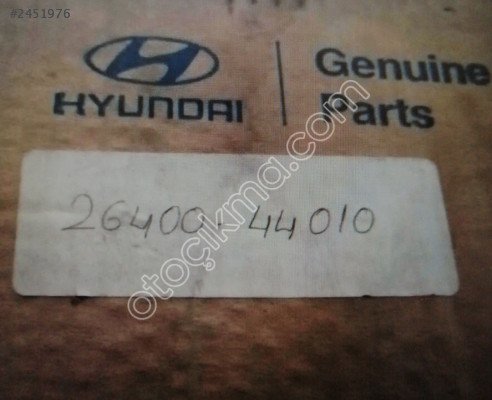 #2451976
HYUNDAI
Genuine
Parts
26400-44010
otoçıkma.com